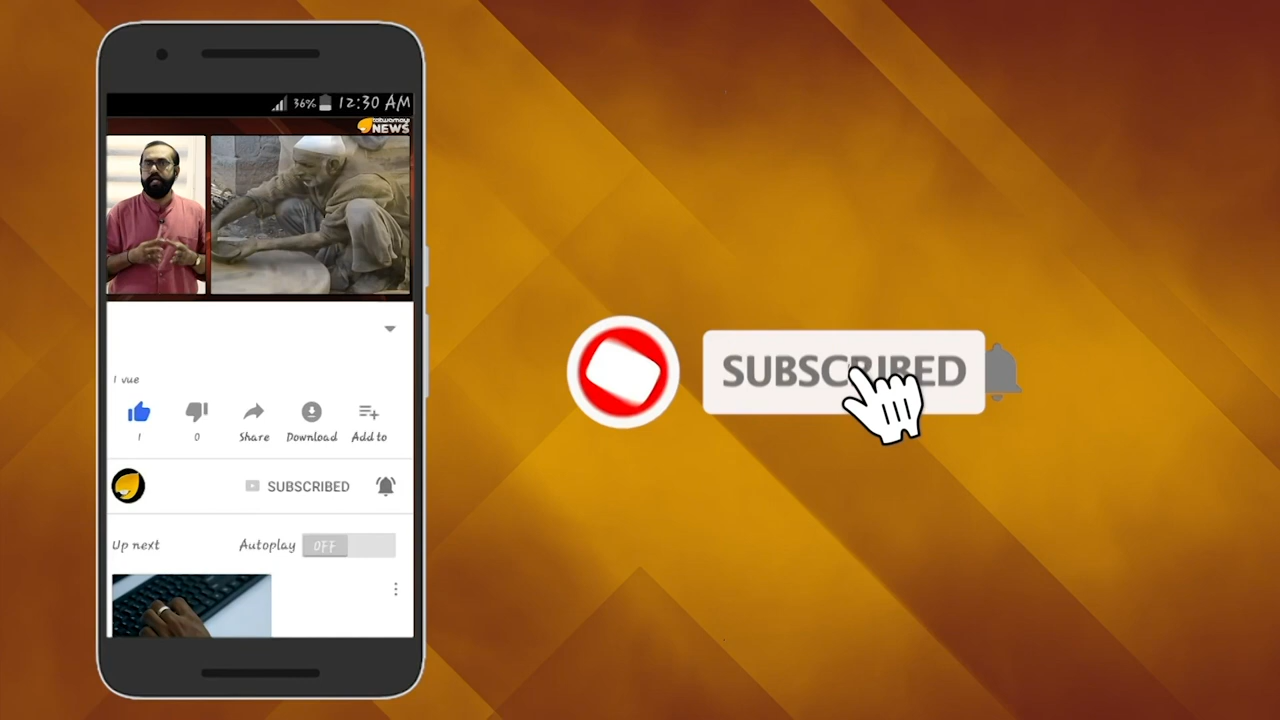 36% 12:30 AM
tatwamayi
NEWS
1 vue
1
0
Share
Download
Add to
SUBSCRIBED
Up next
Autoplay
OFF
SUBSCRIBED